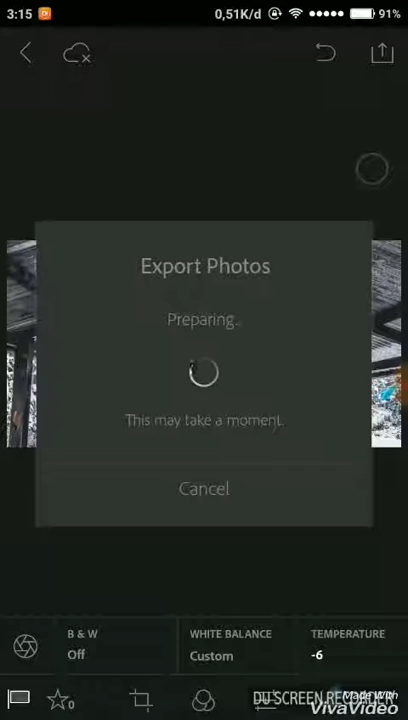 3:15 0,51K/d 91%
Export Photos
Preparing.
This may take a moment.
Cancel
B & W WHITE BALANCE TEMPERATURE
Off Custom -6
0 DU SCREEN RECORDER
Made With
VivaVideo